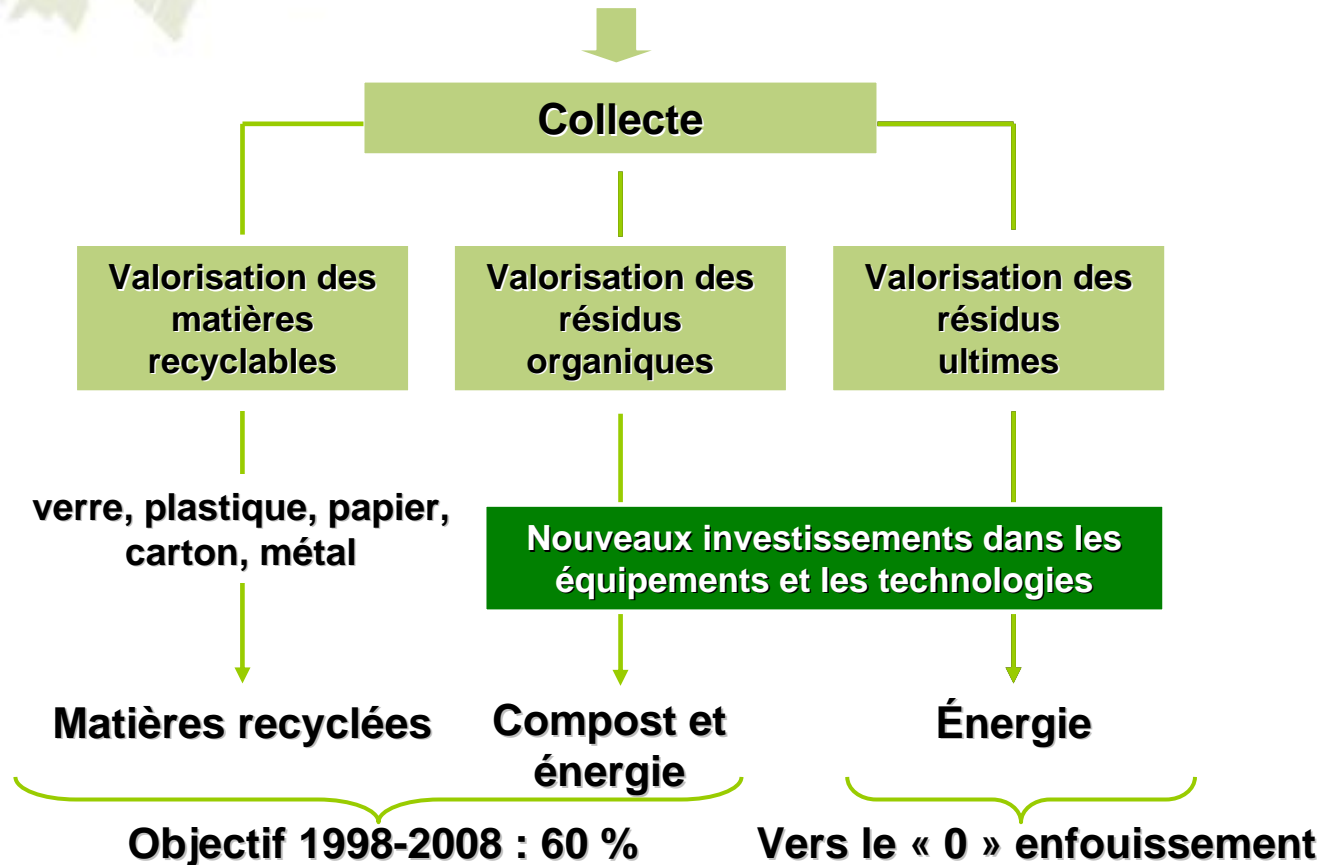 Collecte
Valorisation des
matières
recyclables
Valorisation des
résidus
organiques
Valorisation des
résidus
ultimes
verre, plastique, papier,
carton, métal
Nouveaux investissements dans les
équipements et les technologies
Matières recyclées
Compost et
énergie
Énergie
Objectif 1998-2008 : 60 %
Vers le « 0 » enfouissement